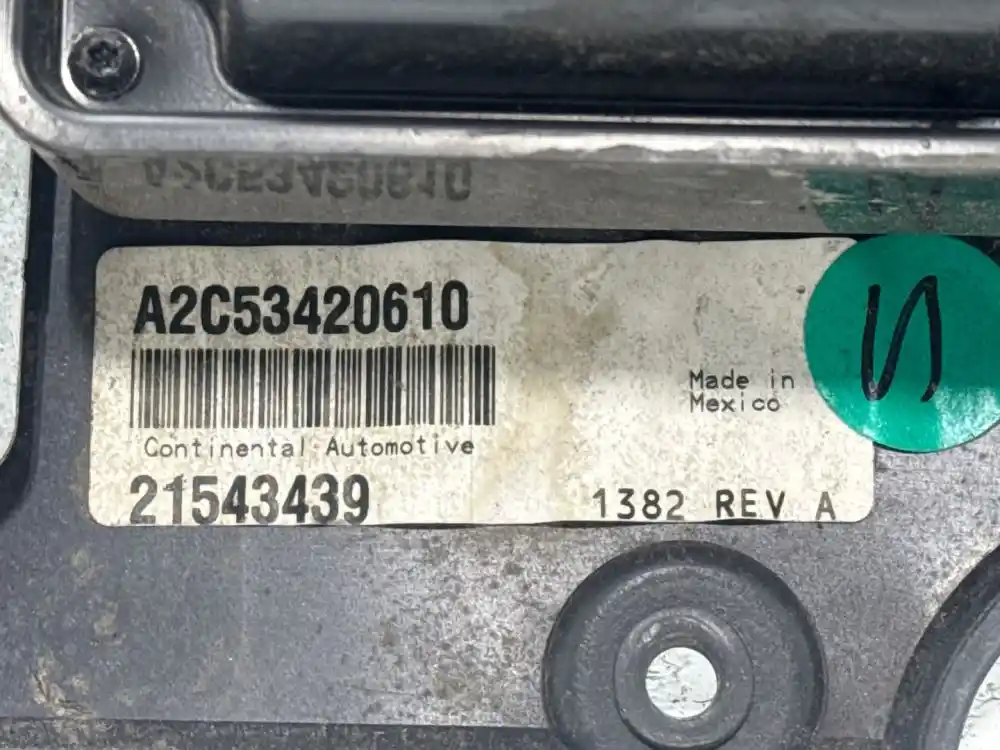 A2C53420610
Made in
Mexico
Continental Automotive
21543439
1382 REV A